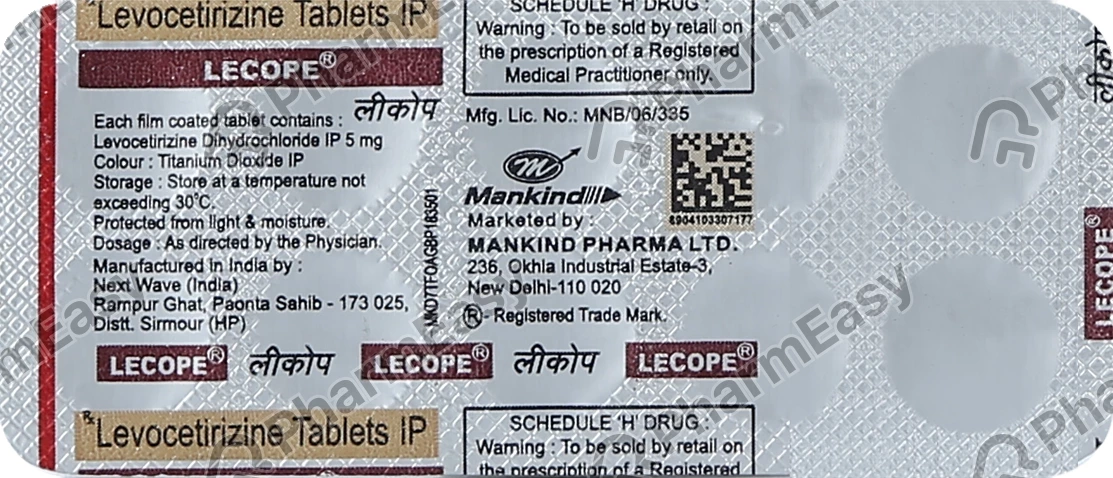 Rx Levocetirizine Tablets IP
LECOPE®
लीकोप
Each film coated tablet contains :
Levocetirizine Dihydrochloride IP 5 mg
Colour : Titanium Dioxide IP
Storage : Store at a temperature not
exceeding 30°C.
Protected from light & moisture.
Dosage : As directed by the Physician.
Manufactured in India by :
Next Wave (India)
Rampur Ghat, Paonta Sahib - 173 025,
Distt. Sirmour (HP)
SCHEDULE 'H' DRUG :
Warning : To be sold by retail on
the prescription of a Registered
Medical Practitioner only.
Mfg. Lic. No.: MNB/06/335
m
Mankind
Marketed by :
MANKIND PHARMA LTD.
236, Okhla Industrial Estate-3,
New Delhi-110 020
® - Registered Trade Mark.
8904103307177
LECOPE® लीकोप LECOPE® लीकोप LECOPE®
Rx Levocetirizine Tablets IP
SCHEDULE 'H' DRUG :
Warning : To be sold by retail on
the prescription of a Registered
लीको
LECOPE®
PharmEasy
PharmEasy
PharmEasy